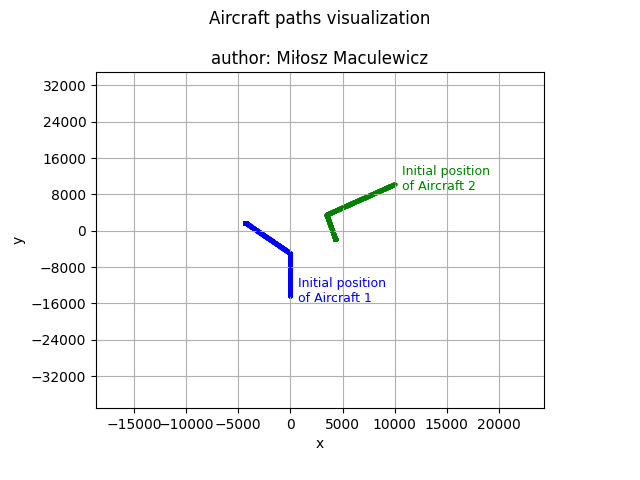 Aircraft paths visualization
author: Miłosz Maculewicz
32000
24000
16000
8000
0
−8000
−16000
−24000
−32000
y
Initial position
of Aircraft 2
Initial position
of Aircraft 1
−15000
−10000
−5000
0
5000
10000
15000
20000
x